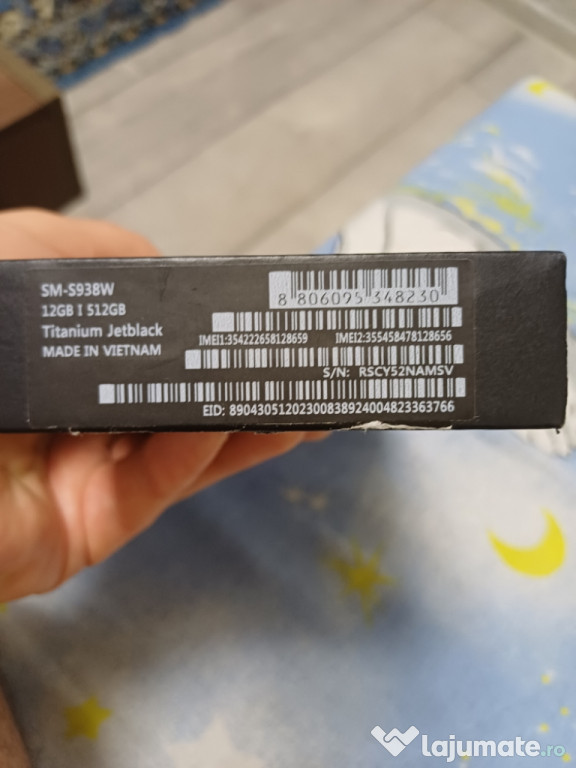 SM-S938W
12GB I 512GB
Titanium Jetblack
MADE IN VIETNAM
8 806095 348230
IMEI1:354222658128659 IMEI2:355458478128656
S/N: RSCY52NAMSV
EID: 89043051202300838924004823363766
lajumate.ro